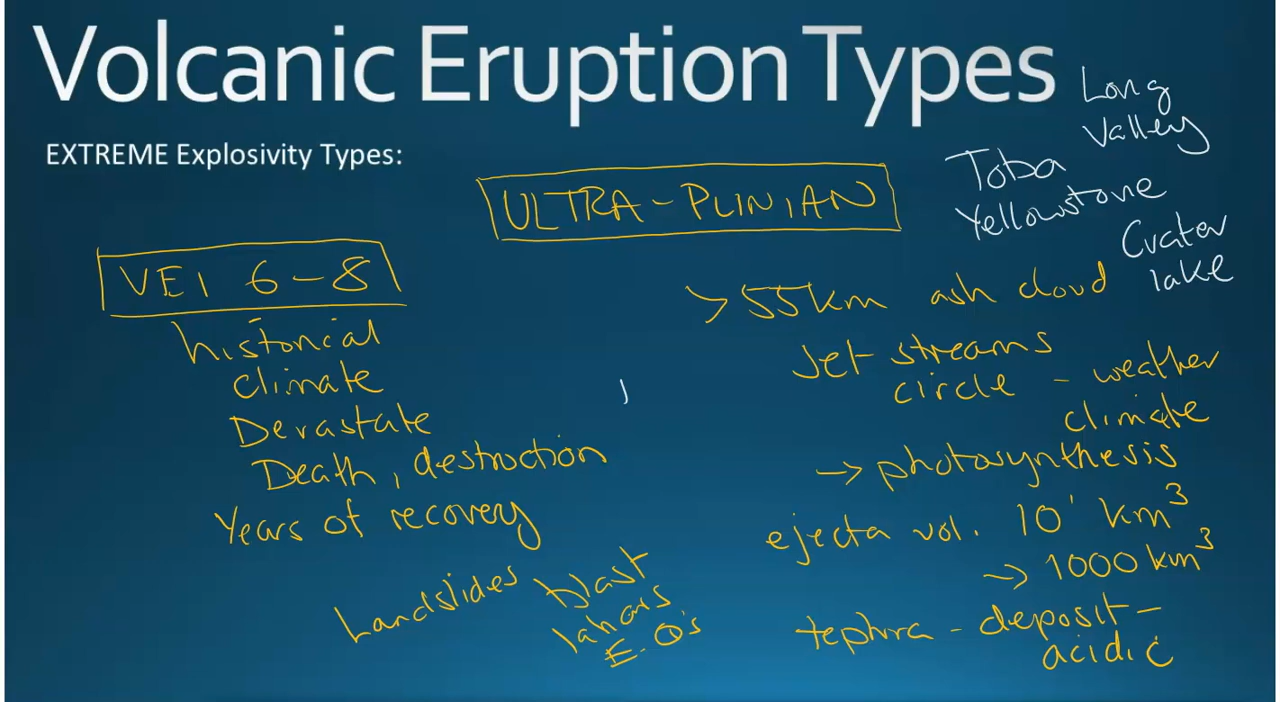 Volcanic Eruption Types
EXTREME Explosivity Types:
Long
Valley
Toba
Yellowstone
Crater
lake
ULTRA-PLINIAN
VEI 6-8
historical
climate
Devastate
Death, destruction
Years of recovery
Landslides
blast
lahars
E.Q's
>55km ash cloud
Jet streams
circle - weather
climate
→ photosynthesis
ejecta vol. 10¹ km³
→ 1000 km³
tephra - deposit -
acidic